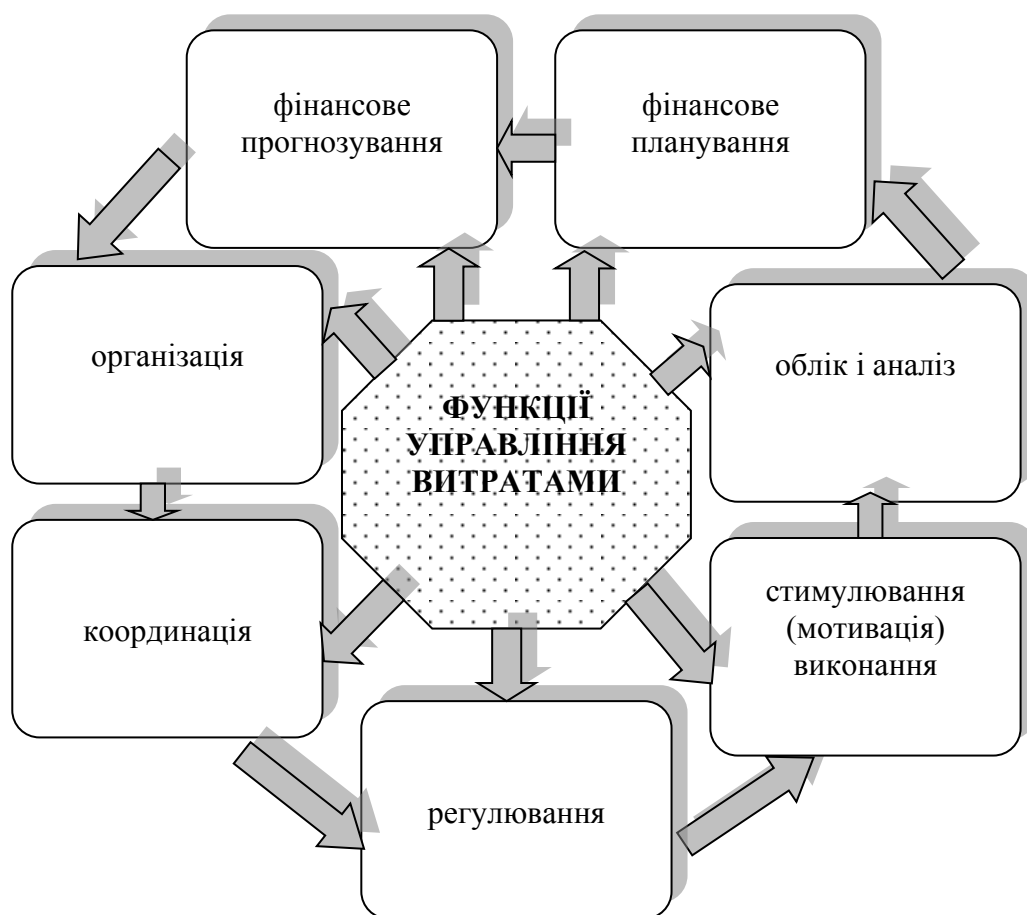 фінансове
прогнозування
фінансове
планування
організація
облік і аналіз
ФУНКЦІЇ
УПРАВЛІННЯ
ВИТРАТАМИ
координація
стимулювання
(мотивація)
виконання
регулювання